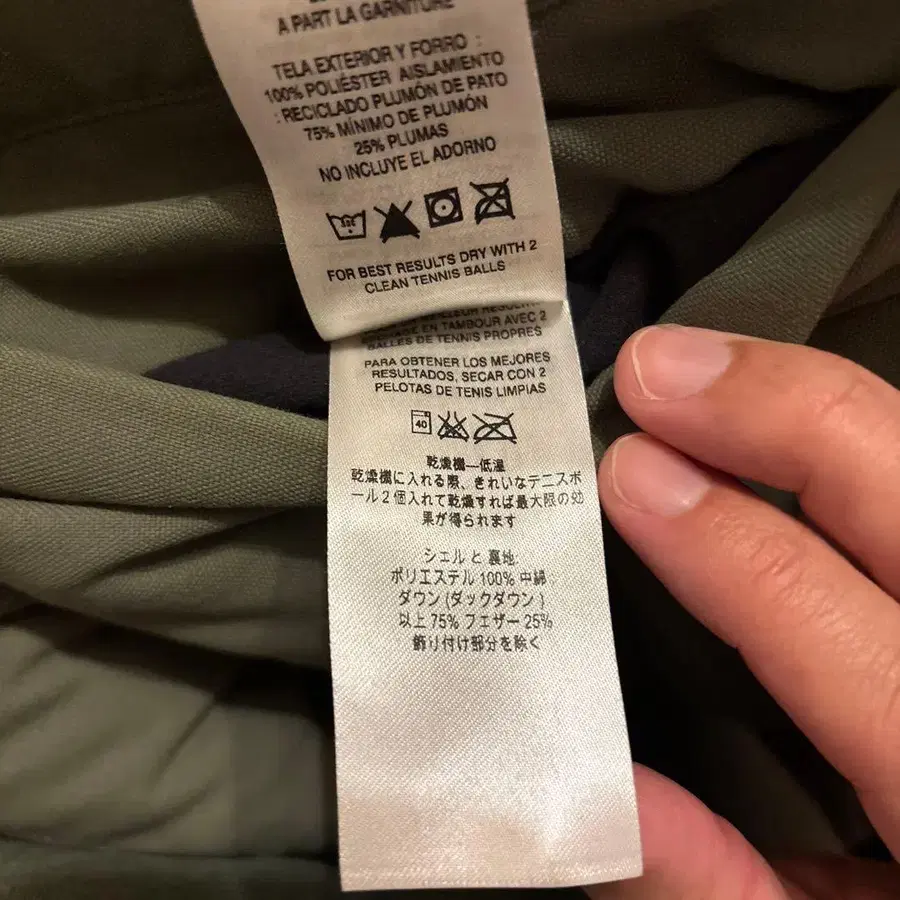 A PART LA GARNITURE
TELA EXTERIOR Y FORRO :
100% POLIÉSTER AISLAMIENTO
: RECICLADO PLUMÓN DE PATO
75% MÍNIMO DE PLUMÓN
25% PLUMAS
NO INCLUYE EL ADORNO
FOR BEST RESULTS DRY WITH 2
CLEAN TENNIS BALLS
EN TAMBOUR AVEC 2
BALLES DE TENNIS PROPRES
PARA OBTENER LOS MEJORES
RESULTADOS, SECAR CON 2
PELOTAS DE TENIS LIMPIAS
40
乾燥機—低温
乾燥機に入れる際、きれいなテニスボ
ール2個入れて乾燥すれば最大限の効
果が得られます
シェルと裏地:
ポリエステル 100% 中綿 :
ダウン (ダックダウン )
以上 75% フェザー 25%
飾り付け部分を除く